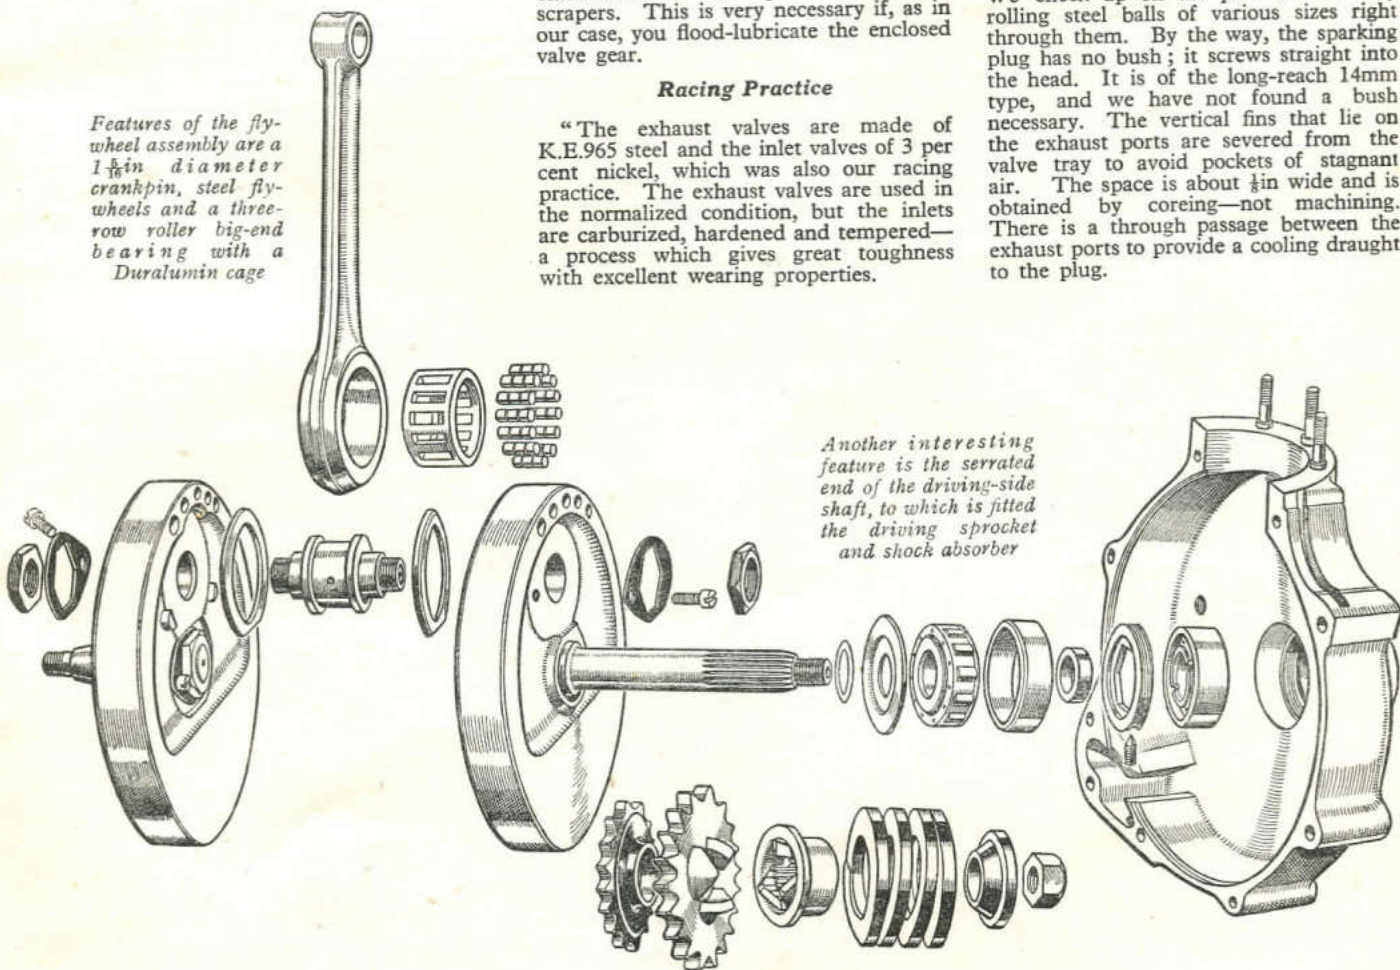 scrapers. This is very necessary if, as in
our case, you flood-lubricate the enclosed
valve gear.
Racing Practice
"The exhaust valves are made of
K.E.965 steel and the inlet valves of 3 per
cent nickel, which was also our racing
practice. The exhaust valves are used in
the normalized condition, but the inlets
are carburized, hardened and tempered—
a process which gives great toughness
with excellent wearing properties.
rolling steel balls of various sizes right
through them. By the way, the sparking
plug has no bush; it screws straight into
the head. It is of the long-reach 14mm
type, and we have not found a bush
necessary. The vertical fins that lie on
the exhaust ports are severed from the
valve tray to avoid pockets of stagnant
air. The space is about ⅛in wide and is
obtained by coreing—not machining.
There is a through passage between the
exhaust ports to provide a cooling draught
to the plug.
Features of the fly-
wheel assembly are a
1 5/16in diameter
crankpin, steel fly-
wheels and a three-
row roller big-end
bearing with a
Duralumin cage
Another interesting
feature is the serrated
end of the driving-side
shaft, to which is fitted
the driving sprocket
and shock absorber